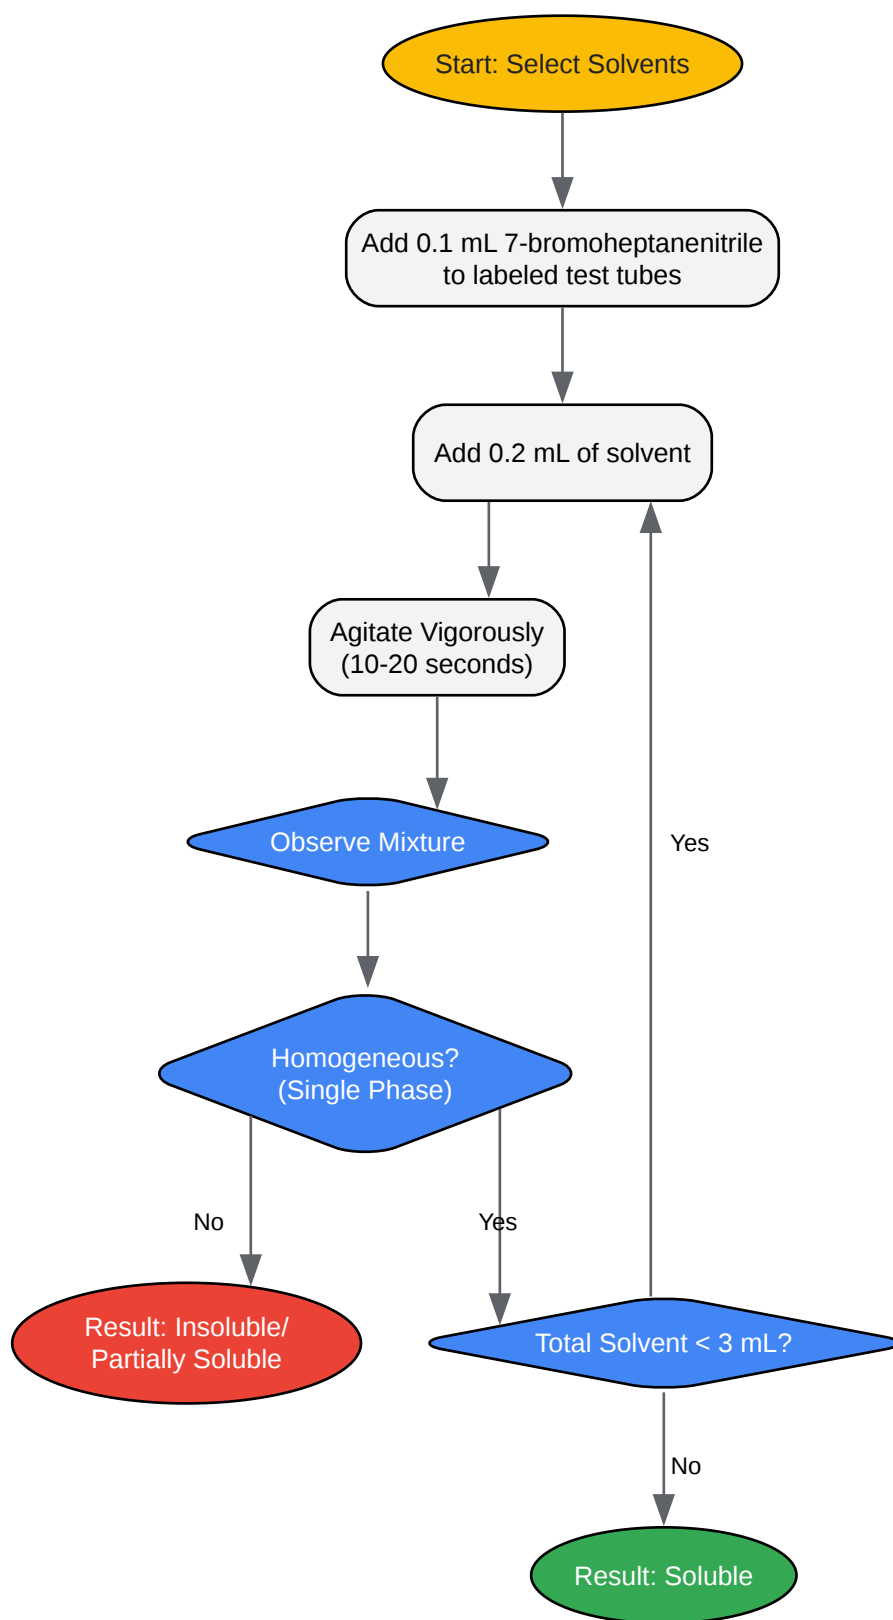 Start: Select Solvents
Add 0.1 mL 7-bromoheptanenitrile
to labeled test tubes
Add 0.2 mL of solvent
Agitate Vigorously
(10-20 seconds)
Observe Mixture
Yes
Homogeneous?
(Single Phase)
No
Yes
Result: Insoluble/
Partially Soluble
Total Solvent < 3 mL?
No
Result: Soluble